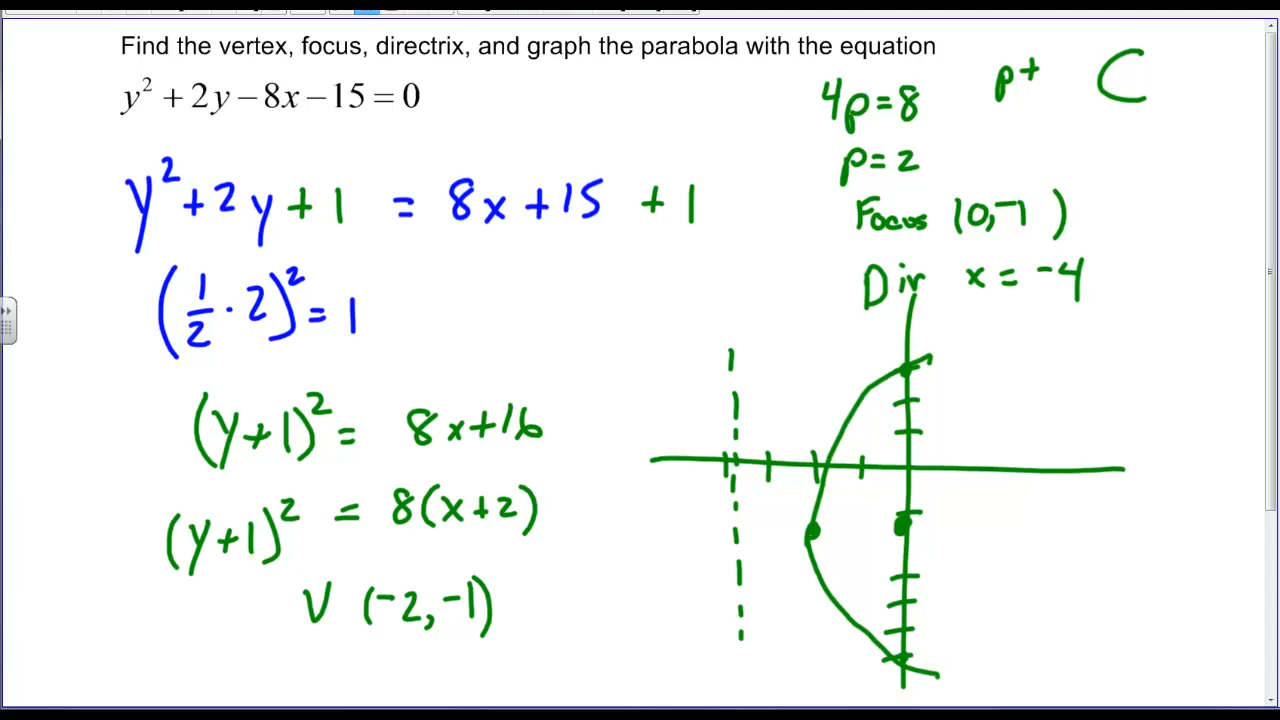 Find the vertex, focus, directrix, and graph the parabola with the equation
y² + 2y − 8x − 15 = 0
y² + 2y + 1 = 8x + 15 + 1
(1/2 · 2)² = 1
(y+1)² = 8x+16
(y+1)² = 8(x+2)
V (-2, -1)
4p = 8
p+
p = 2
Focus (0, -1)
Dir x = -4